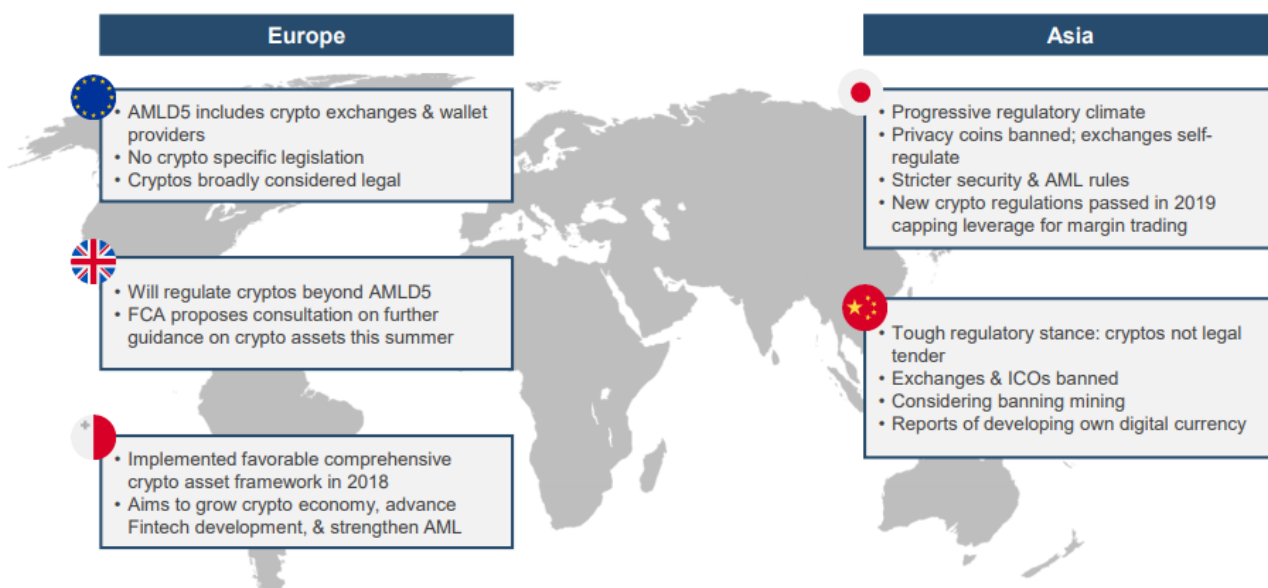 Europe
• AMLD5 includes crypto exchanges & wallet
providers
• No crypto specific legislation
• Cryptos broadly considered legal
• Will regulate cryptos beyond AMLD5
• FCA proposes consultation on further
guidance on crypto assets this summer
• Implemented favorable comprehensive
crypto asset framework in 2018
• Aims to grow crypto economy, advance
Fintech development, & strengthen AML
Asia
• Progressive regulatory climate
• Privacy coins banned; exchanges self-
regulate
• Stricter security & AML rules
• New crypto regulations passed in 2019
capping leverage for margin trading
• Tough regulatory stance: cryptos not legal
tender
• Exchanges & ICOs banned
• Considering banning mining
• Reports of developing own digital currency